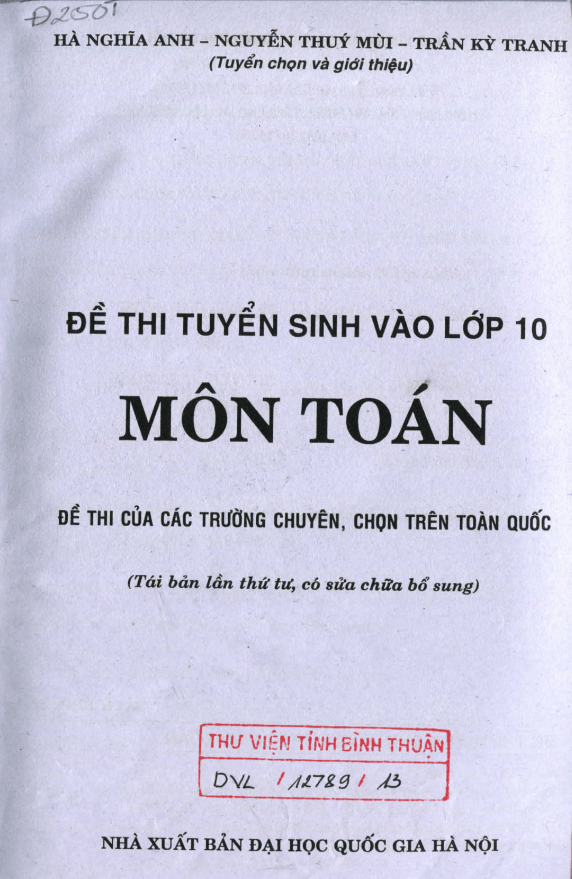 Đ2501
HÀ NGHĨA ANH – NGUYỄN THUÝ MÙI – TRẦN KỲ TRANH
(Tuyển chọn và giới thiệu)
ĐỀ THI TUYỂN SINH VÀO LỚP 10
MÔN TOÁN
ĐỀ THI CỦA CÁC TRƯỜNG CHUYÊN, CHỌN TRÊN TOÀN QUỐC
(Tái bản lần thứ tư, có sửa chữa bổ sung)
THƯ VIỆN TỈNH BÌNH THUẬN
DVL / 12789 / 13
NHÀ XUẤT BẢN ĐẠI HỌC QUỐC GIA HÀ NỘI